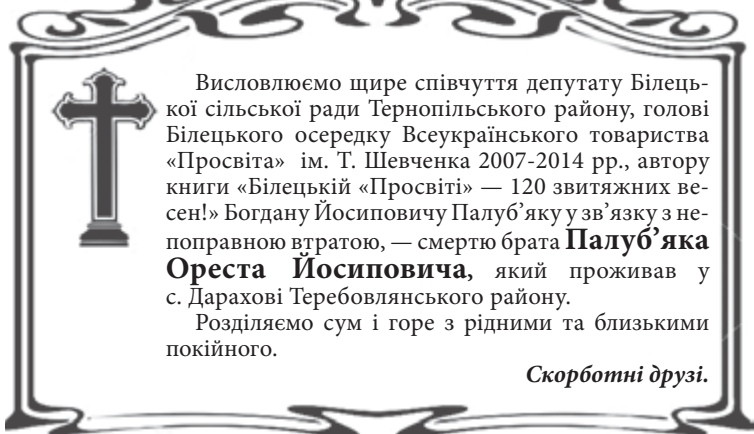 Висловлюємо щире співчуття депутату Білець-
кої сільської ради Тернопільського району, голові
Білецького осередку Всеукраїнського товариства
«Просвіта» ім. Т. Шевченка 2007-2014 рр., автору
книги «Білецькій «Просвіті» — 120 звитяжних ве-
сен!» Богдану Йосиповичу Палуб’яку у зв’язку з не-
поправною втратою, — смертю брата Палуб’яка
Ореста Йосиповича, який проживав у
с. Дарахові Теребовлянського району.
Розділяємо сум і горе з рідними та близькими
покійного.
Скорботні друзі.